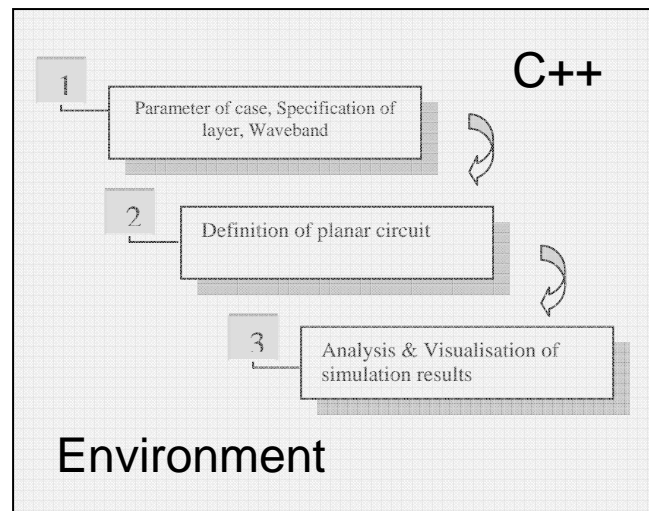 C++
1
Parameter of case, Specification of
layer, Waveband
2
Definition of planar circuit
3
Analysis & Visualisation of
simulation results
Environment